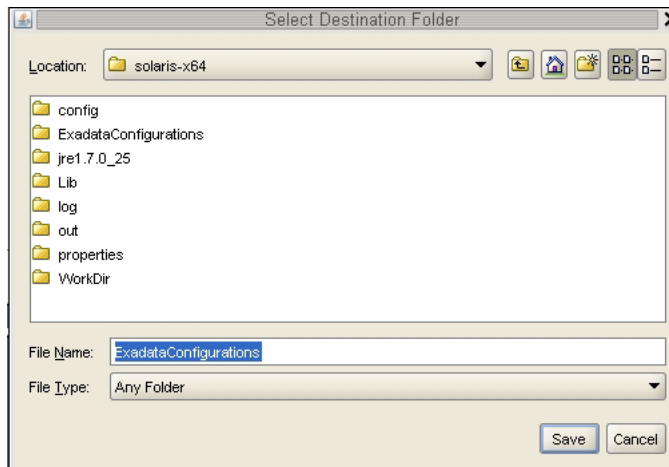 Select Destination Folder
Location: solaris-x64
config
ExadataConfigurations
jre1.7.0_25
Lib
log
out
properties
WorkDir
File Name: ExadataConfigurations
File Type: Any Folder
Save Cancel